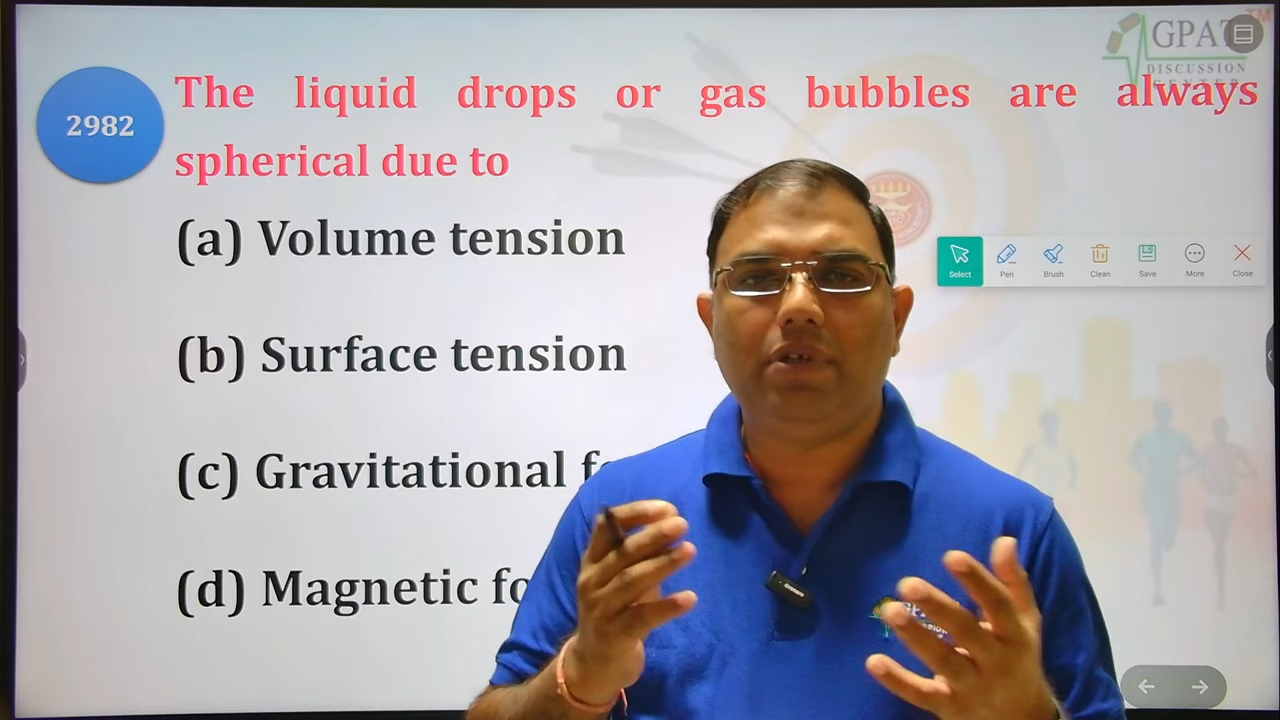 GPAT
DISCUSSION
CENTER
2982
The liquid drops or gas bubbles are always
spherical due to
(a) Volume tension
(b) Surface tension
(c) Gravitational
(d) Magnetic
Select
Pen
Brush
Clean
Save
More
Close